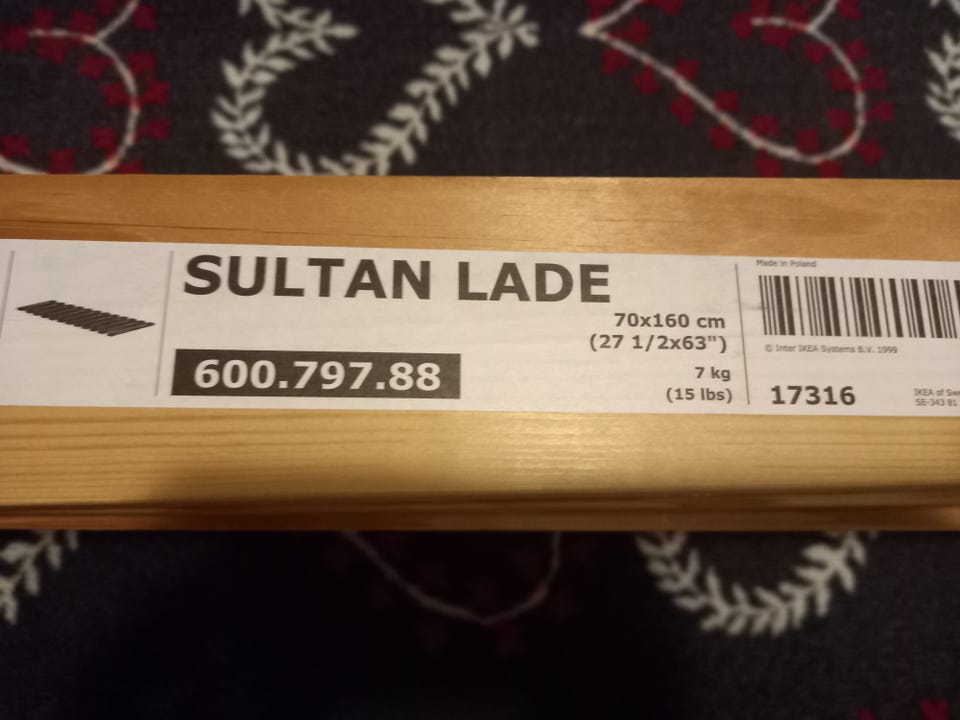 SULTAN LADE
70x160 cm
(27 1/2x63")
600.797.88
7 kg
(15 lbs)
Made in Poland
© Inter IKEA Systems B.V. 1999
17316
IKEA of
SE-343 81